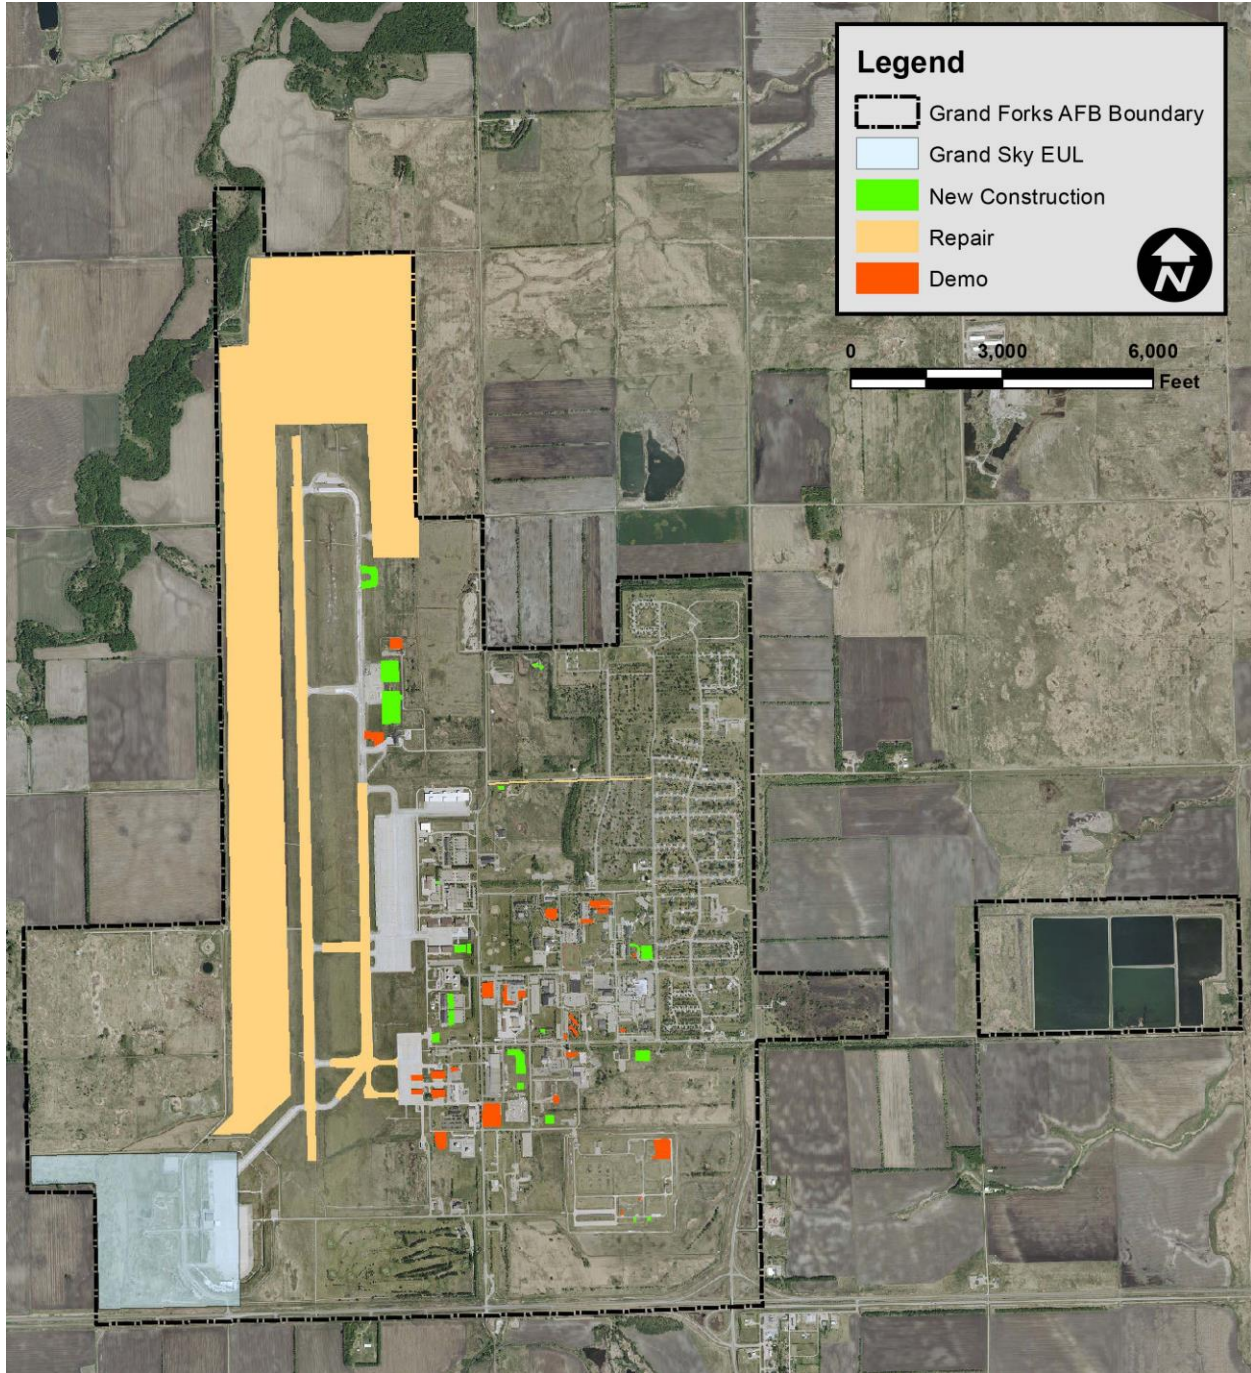 Legend
Grand Forks AFB Boundary
Grand Sky EUL
New Construction
Repair
Demo
N
0 3,000 6,000
Feet